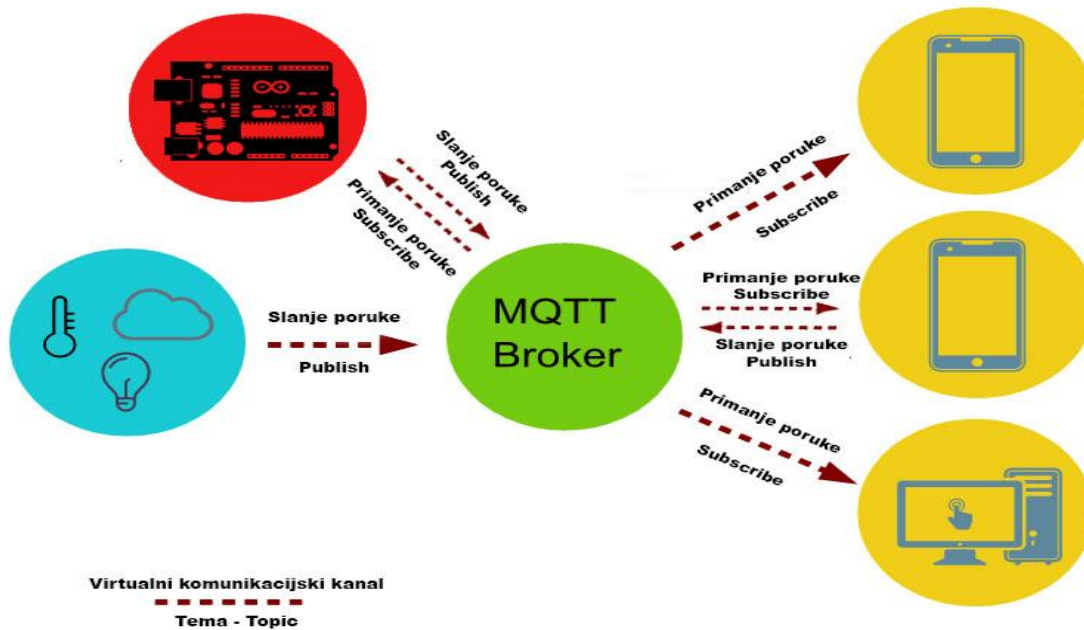 Slanje poruke
Publish
Primanje poruke
Subscribe
Slanje poruke
Publish
MQTT
Broker
Primanje poruke
Subscribe
Primanje poruke
Subscribe
Slanje poruke
Publish
Primanje poruke
Subscribe
Virtualni komunikacijski kanal
Tema - Topic